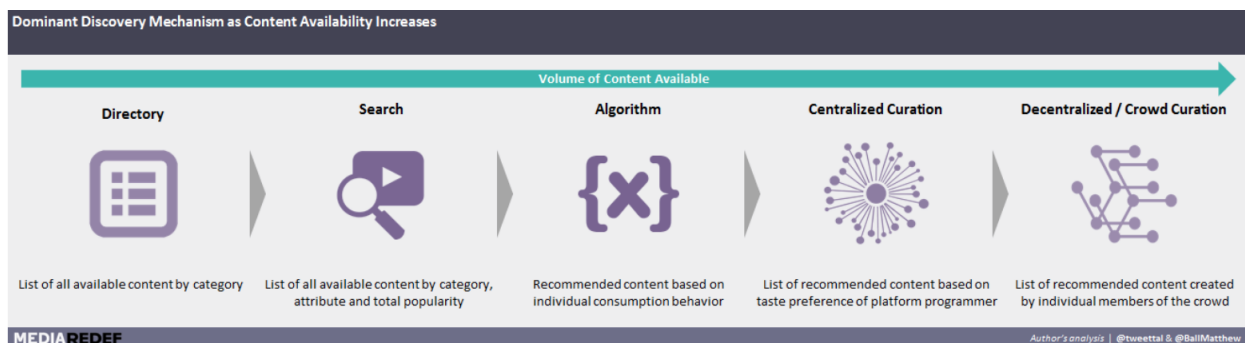 Dominant Discovery Mechanism as Content Availability Increases
Volume of Content Available
Directory
Search
Algorithm
Centralized Curation
Decentralized / Crowd Curation
{x}
List of all available content by category
List of all available content by category,
attribute and total popularity
Recommended content based on
individual consumption behavior
List of recommended content based on
taste preference of platform programmer
List of recommended content created
by individual members of the crowd
MEDIAREDEF
Author's analysis | @tweettal & @BallMatthew